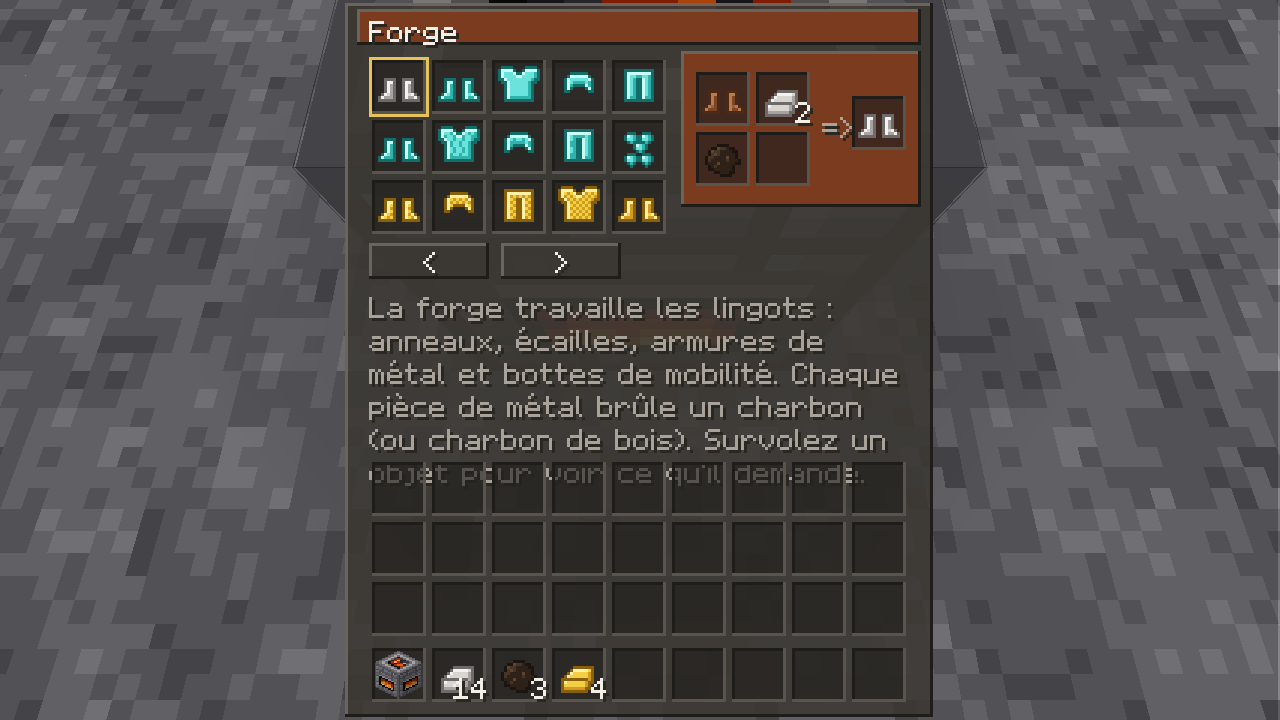 Forge
2
=>
< >
La forge travaille les lingots :
anneaux, écailles, armures de
métal et bottes de mobilité. Chaque
pièce de métal brûle un charbon
(ou charbon de bois). Survolez un
objet pour voir ce qu'il demande.
14 3 4